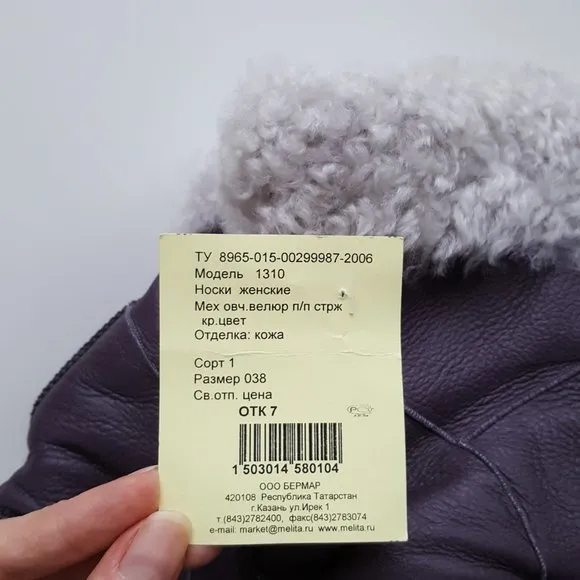 ТУ 8965-015-00299987-2006
Модель 1310
Носки женские
Мех овч.велюр п/п стрж
кр.цвет
Отделка: кожа
Сорт 1
Размер 038
Св.отп. цена
ОТК 7
1 503014 580104
ООО БЕРМАР
420108 Республика Татарстан
г.Казань ул.Ирек 1
т (843)2782400, факс(843)2783074
e-mail: market@melita.ru www.melita.ru